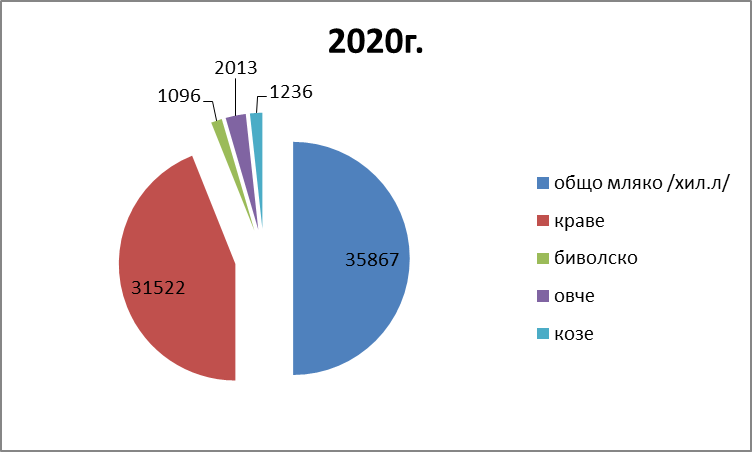 2020г.
2013
1096
1236
35867
31522
общо мляко /хил.л/
краве
биволско
овче
козе